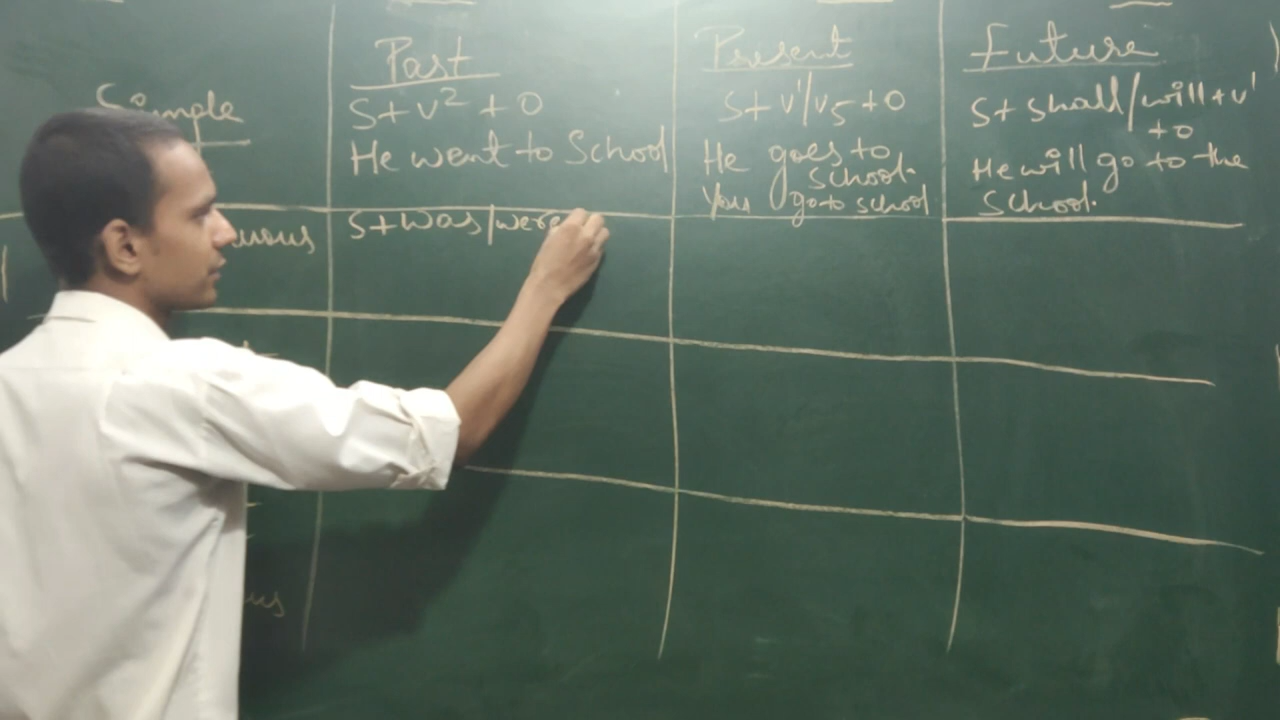 Past
Present
Future
Simple
S+V² + O
S+ V¹/V5+O
S+ Shall/will+V¹
+O
He went to School
He goes to
School.
You go to school
He will go to the
School.
S+was/were